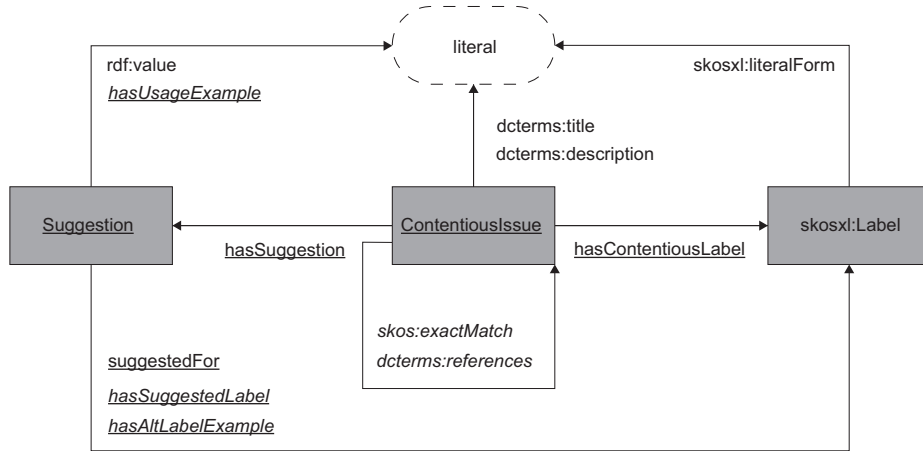 literal
rdf:value
hasUsageExample
skosxl:literalForm
dcterms:title
dcterms:description
Suggestion
ContentiousIssue
skosxl:Label
hasSuggestion
hasContentiousLabel
skos:exactMatch
dcterms:references
suggestedFor
hasSuggestedLabel
hasAltLabelExample